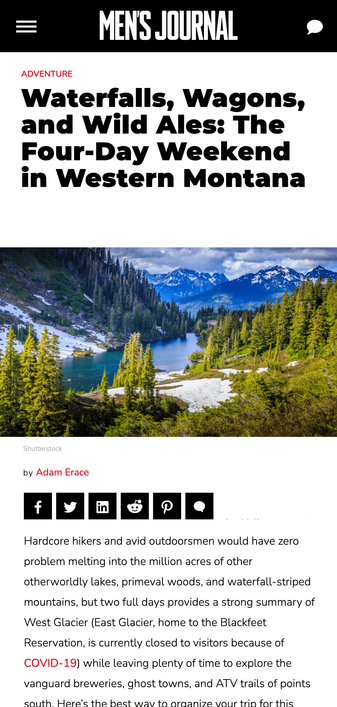 MEN'S JOURNAL
ADVENTURE
Waterfalls, Wagons,
and Wild Ales: The
Four-Day Weekend
in Western Montana
Shutterstock
by Adam Erace
Hardcore hikers and avid outdoorsmen would have zero
problem melting into the million acres of other
otherworldly lakes, primeval woods, and waterfall-striped
mountains, but two full days provides a strong summary of
West Glacier (East Glacier, home to the Blackfeet
Reservation, is currently closed to visitors because of
COVID-19) while leaving plenty of time to explore the
vanguard breweries, ghost towns, and ATV trails of points
south. Here's the best way to organize your trip for this